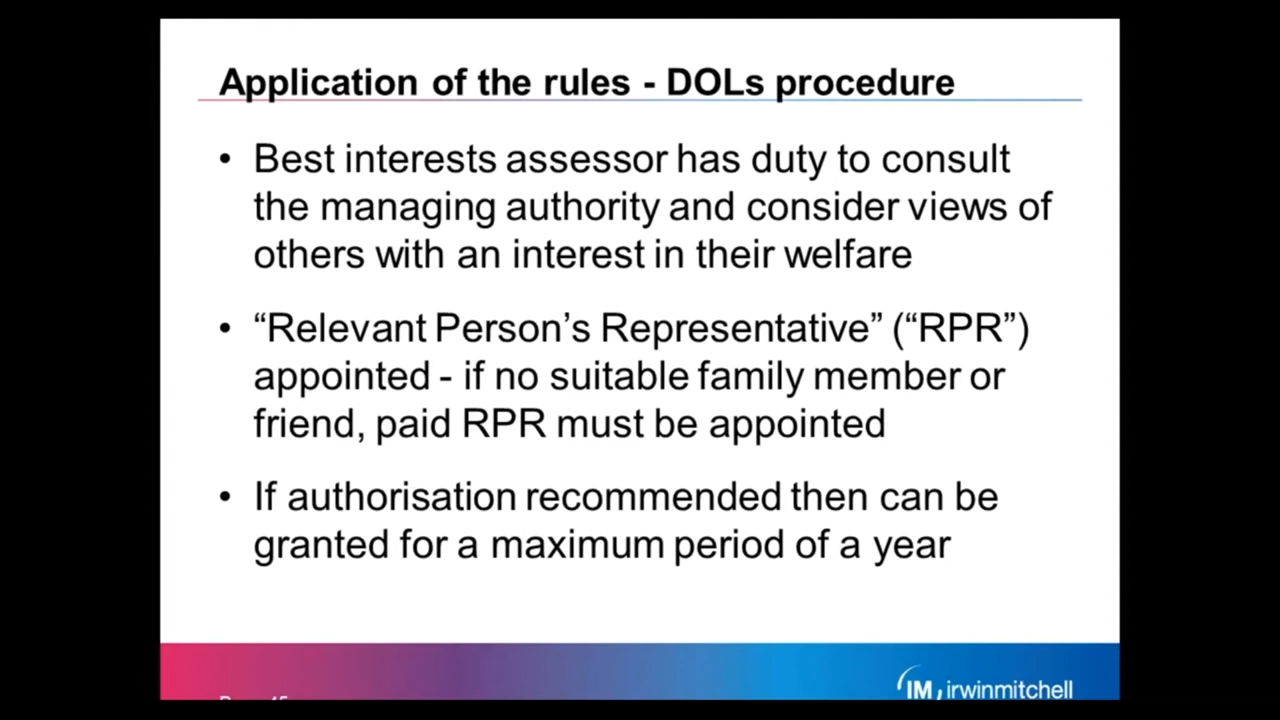 Application of the rules - DOLs procedure
• Best interests assessor has duty to consult
the managing authority and consider views of
others with an interest in their welfare
• “Relevant Person’s Representative” (“RPR”)
appointed - if no suitable family member or
friend, paid RPR must be appointed
• If authorisation recommended then can be
granted for a maximum period of a year
IM irwinmitchell